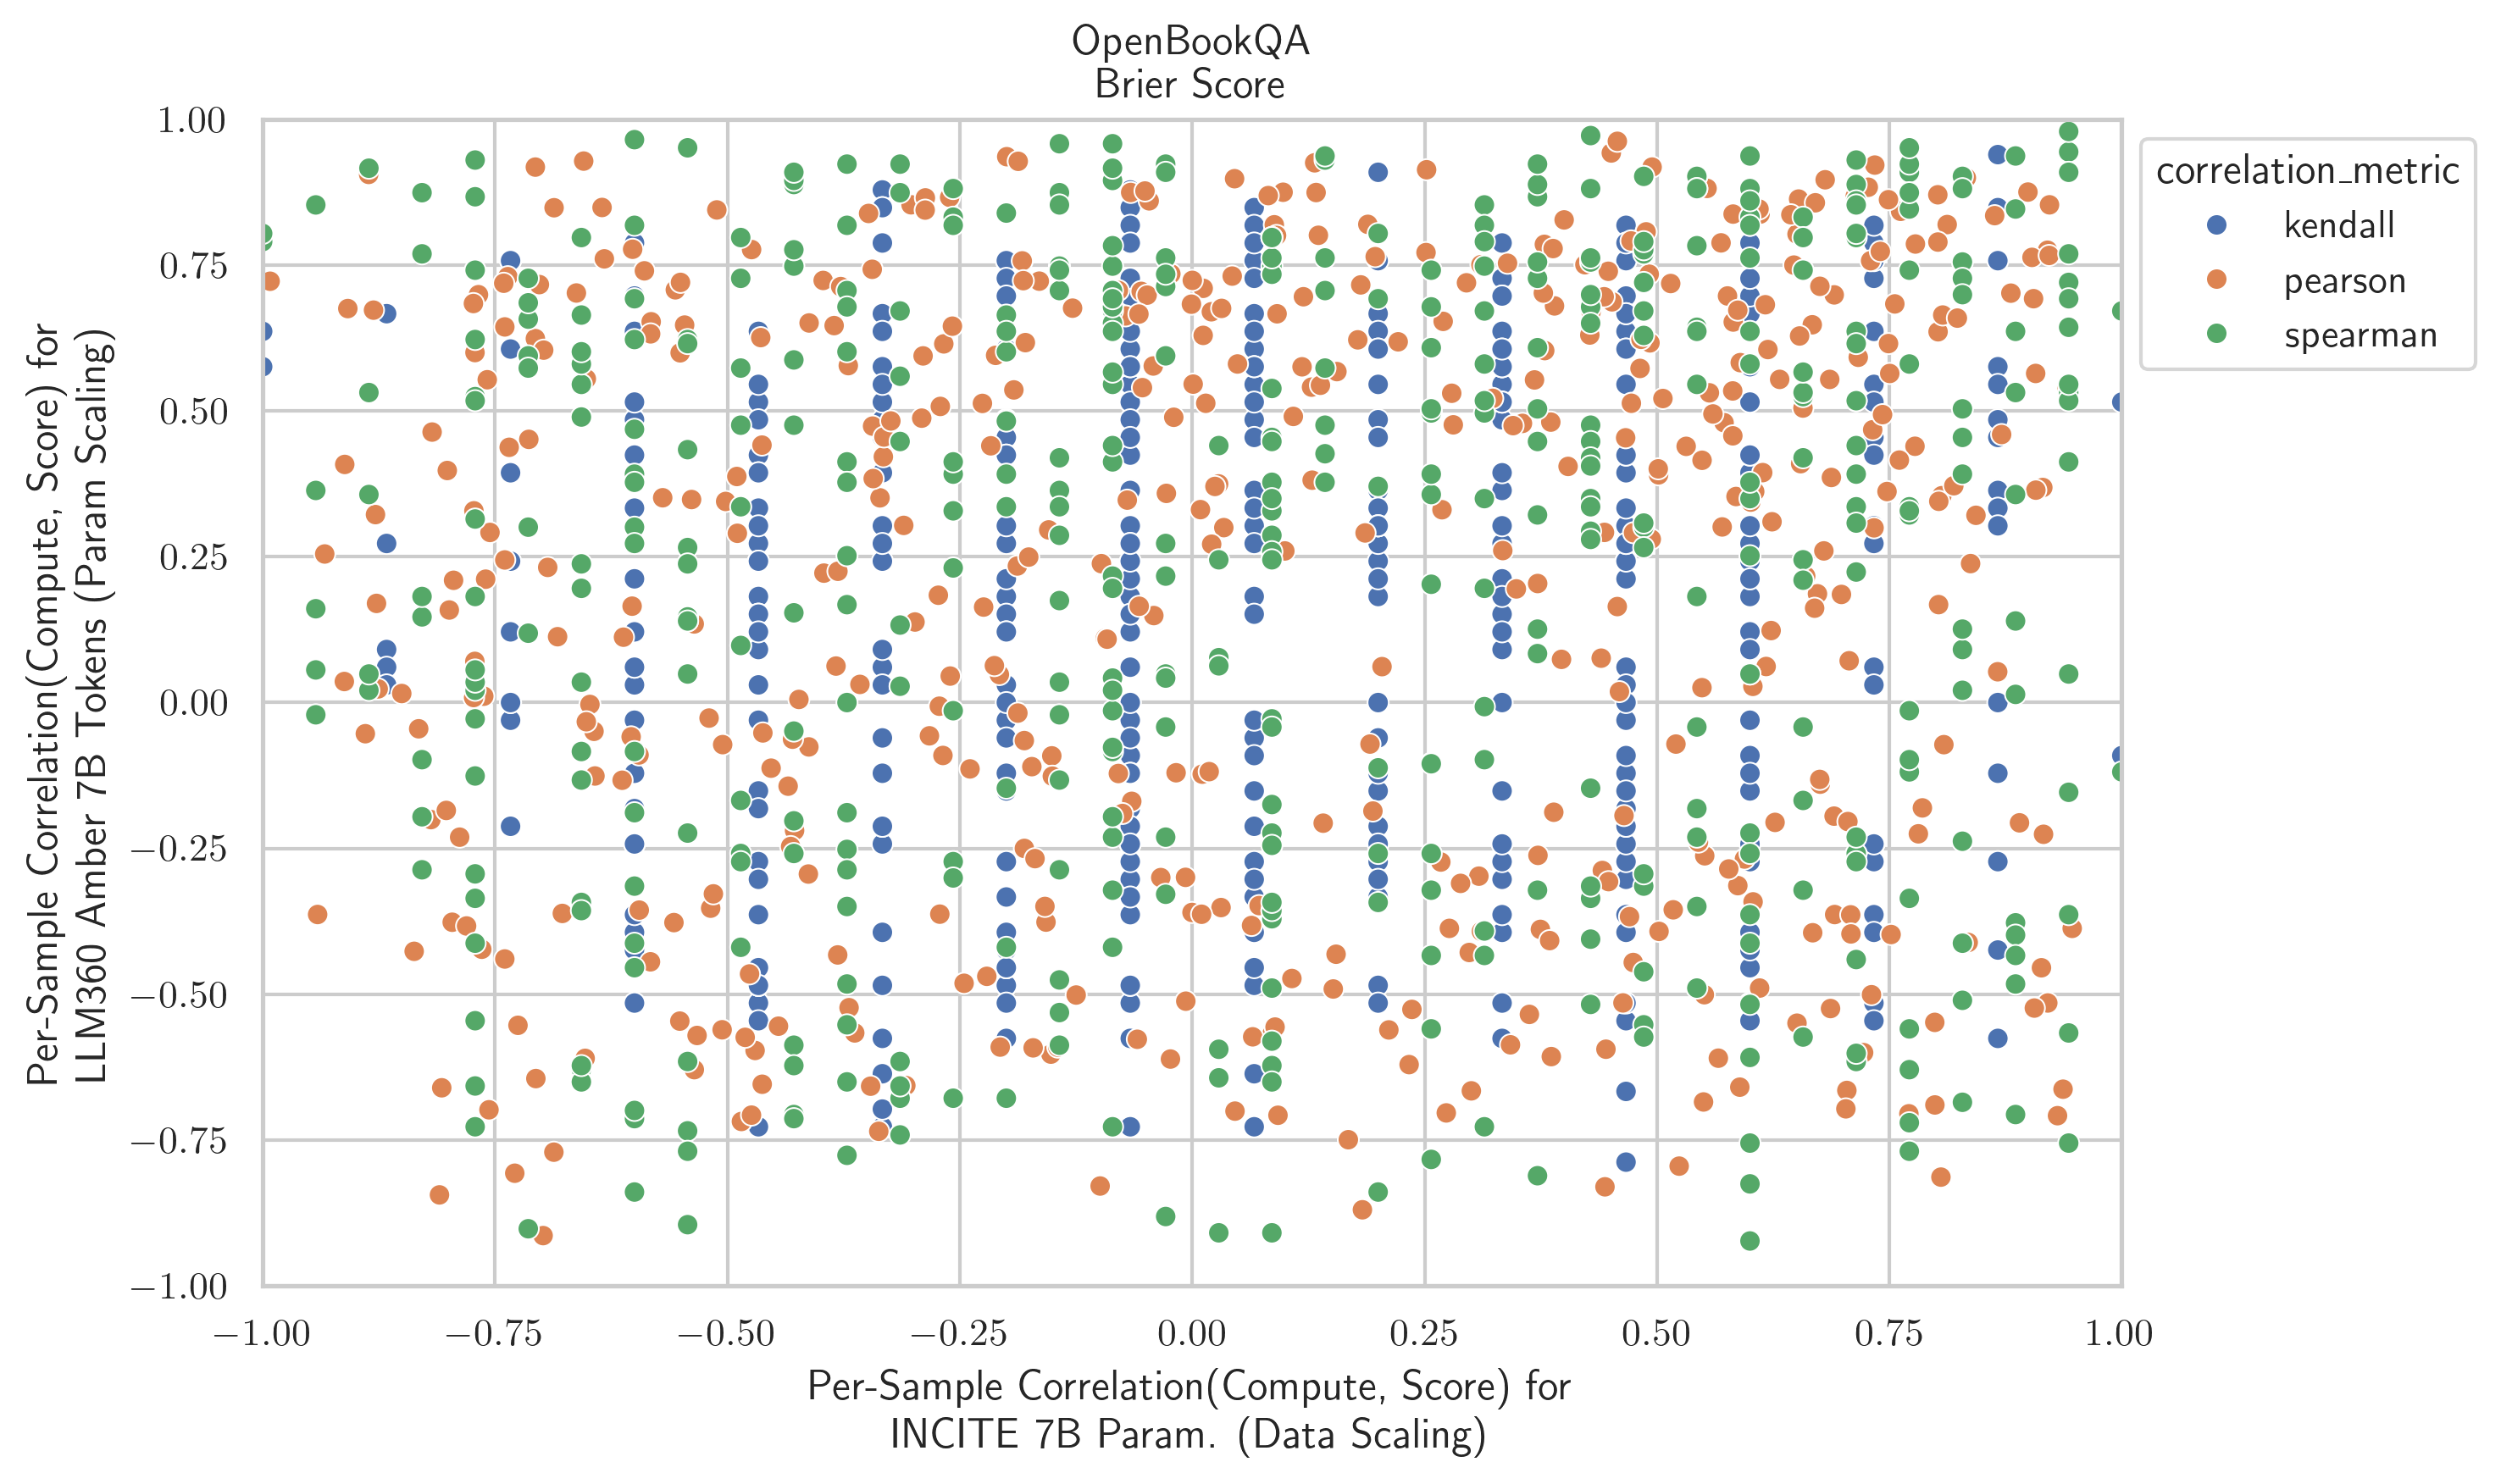 OpenBookQA
Brier Score
Per-Sample Correlation(Compute, Score) for
LLM360 Amber 7B Tokens (Param Scaling)
1.00
0.75
0.50
0.25
0.00
−0.25
−0.50
−0.75
−1.00
−1.00 −0.75 −0.50 −0.25 0.00 0.25 0.50 0.75 1.00
Per-Sample Correlation(Compute, Score) for
INCITE 7B Param. (Data Scaling)
correlation_metric
kendall
pearson
spearman